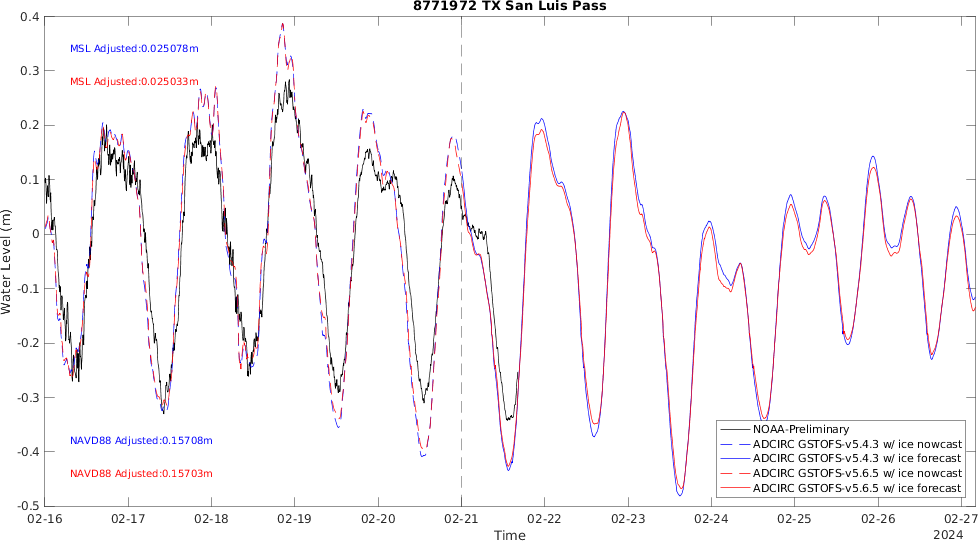 8771972 TX San Luis Pass
0.4
0.3
0.2
0.1
0
-0.1
-0.2
-0.3
-0.4
-0.5
Water Level (m)
MSL Adjusted:0.025078m
MSL Adjusted:0.025033m
NAVD88 Adjusted:0.15708m
NAVD88 Adjusted:0.15703m
NOAA-Preliminary
ADCIRC GSTOFS-v5.4.3 w/ ice nowcast
ADCIRC GSTOFS-v5.4.3 w/ ice forecast
ADCIRC GSTOFS-v5.6.5 w/ ice nowcast
ADCIRC GSTOFS-v5.6.5 w/ ice forecast
02-16 02-17 02-18 02-19 02-20 02-21 02-22 02-23 02-24 02-25 02-26 02-27
Time
2024